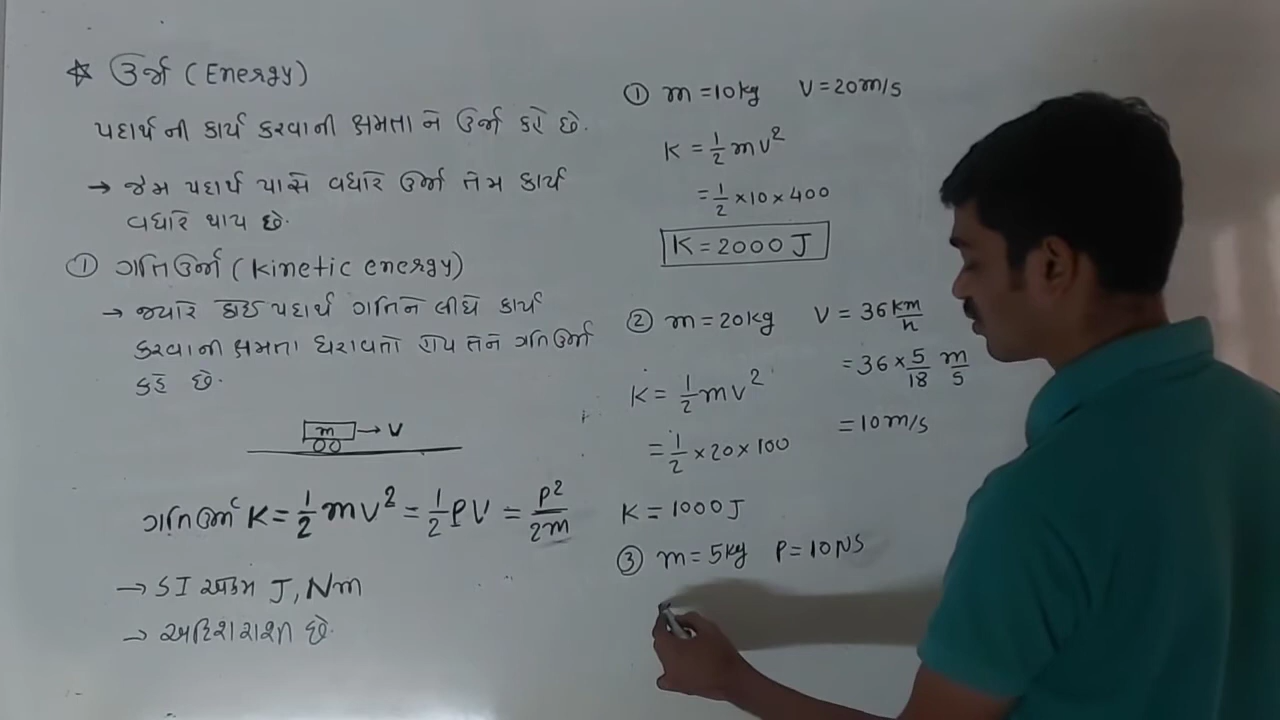 ☆ ઉર્જા (Energy)
પદાર્થ ની કાર્ય કરવાની ક્ષમતા ને ઉર્જા કહે છે.
→ જેમ પદાર્થ પાસે વધારે ઉર્જા તેમ કાર્ય
વધારે થાય છે.
① ગતિઉર્જા (Kinetic energy)
→ જ્યારે કોઈ પદાર્થ ગતિને લીધે કાર્ય
કરવાની ક્ષમતા ધરાવતો હોય તેને ગતિઉર્જા
કહે છે.
m → v
ગતિઉર્જા K = 1/2 mv² = 1/2 PV = P²/2m
→ SI એકમ J, Nm
→ અદિશ રાશી છે.
① m = 10kg V = 20m/s
K = 1/2 mv²
= 1/2 × 10 × 400
K = 2000 J
② m = 20kg V = 36 km/h
= 36 × 5/18 m/s
K = 1/2 mv²
= 10 m/s
= 1/2 × 20 × 100
K = 1000 J
③ m = 5kg P = 10 NS